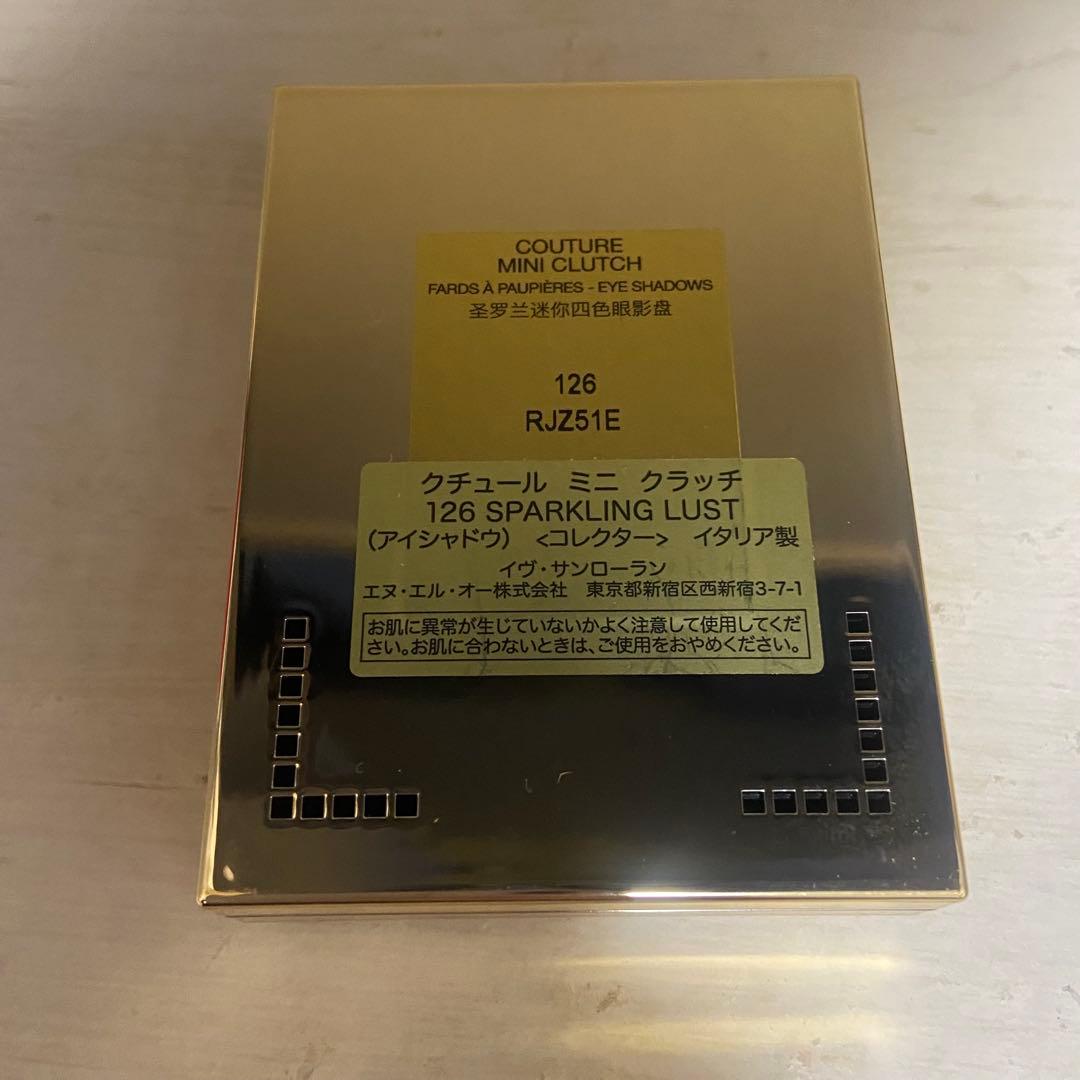 COUTURE
MINI CLUTCH
FARDS À PAUPIÈRES - EYE SHADOWS
圣罗兰迷你四色眼影盘
126
RJZ51E
クチュール ミニ クラッチ
126 SPARKLING LUST
(アイシャドウ) <コレクター> イタリア製
イヴ・サンローラン
エヌ・エル・オー株式会社 東京都新宿区西新宿3-7-1
お肌に異常が生じていないかよく注意して使用してくだ
さい。お肌に合わないときは、ご使用をおやめください。